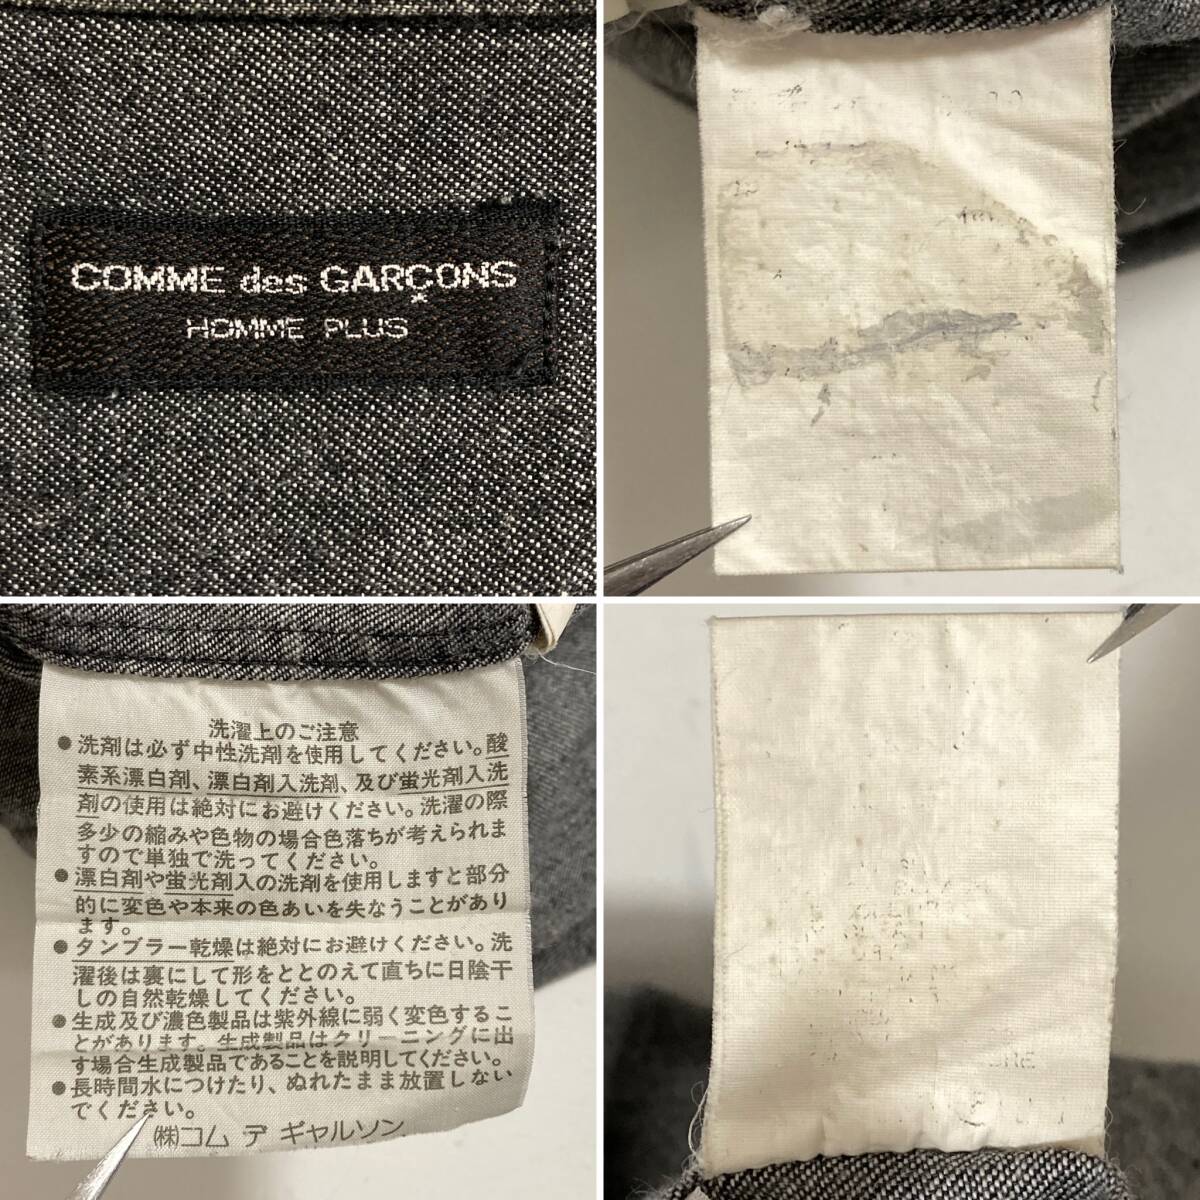 COMME des GARÇONS
HOMME PLUS
洗濯上のご注意
●洗剤は必ず中性洗剤を使用してください。酸
素系漂白剤、漂白剤入洗剤、及び蛍光剤入洗
剤の使用は絶対にお避けください。洗濯の際
多少の縮みや色物の場合色落ちが考えられま
すので単独で洗ってください。
●漂白剤や蛍光剤入の洗剤を使用しますと部分
的に変色や本来の色あいを失なうことがあり
ます。
●タンブラー乾燥は絶対にお避けください。洗
濯後は裏にして形をととのえて直ちに日陰干
しの自然乾燥してください。
●生成及び濃色製品は紫外線に弱く変色するこ
とがあります。生成製品はクリーニングに出
す場合生成製品であることを説明してください。
●長時間水につけたり、ぬれたまま放置しない
でください。
㈱コム デ ギャルソン